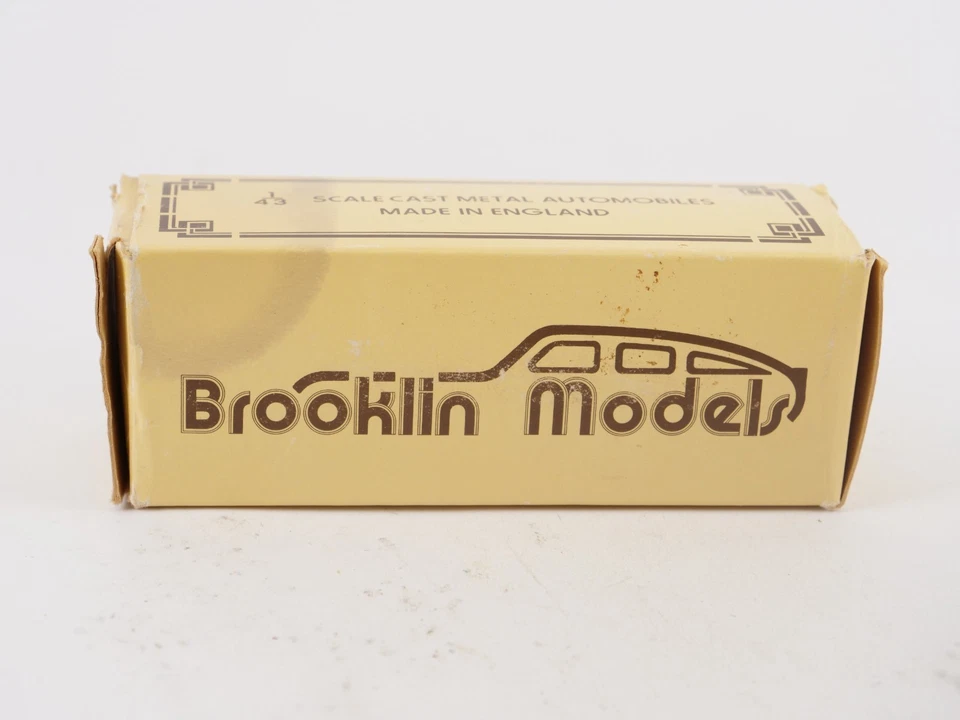 1/43 SCALE CAST METAL AUTOMOBILES
MADE IN ENGLAND
Brooklin Models